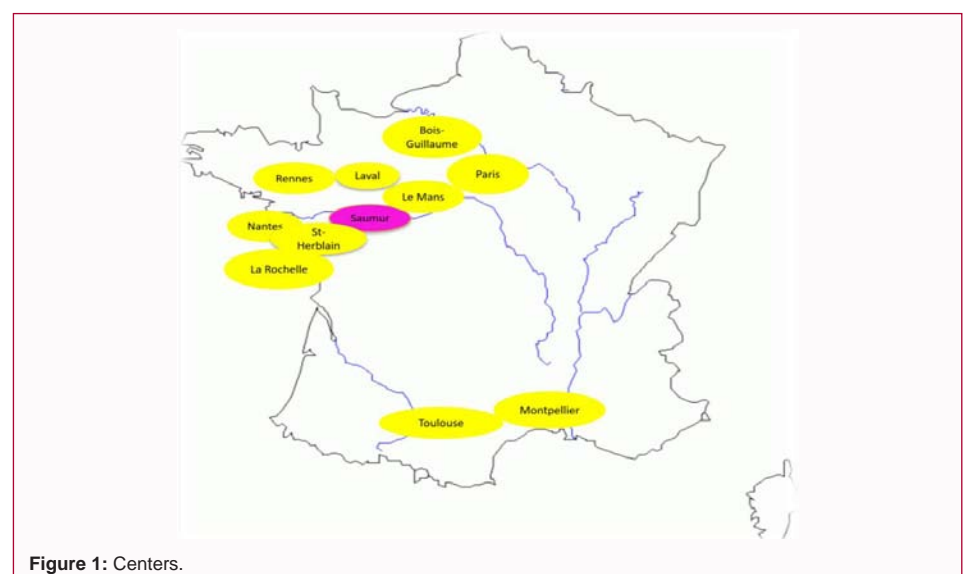 Bois-
Guillaume
Paris
Rennes
Laval
Le Mans
Saumur
Nantes
St-
Herblain
La Rochelle
Montpellier
Toulouse
Figure 1: Centers.